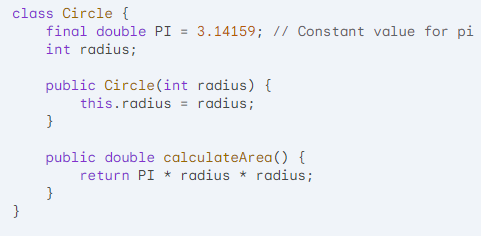 class Circle {
    final double PI = 3.14159; // Constant value for pi
    int radius;

    public Circle(int radius) {
        this.radius = radius;
    }

    public double calculateArea() {
        return PI * radius * radius;
    }
}